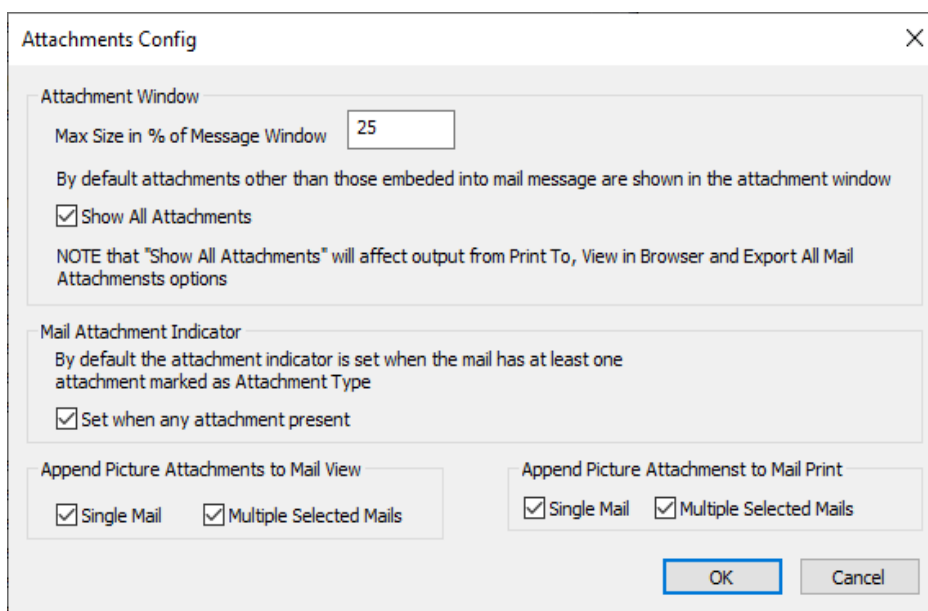 Attachments Config
Attachment Window
Max Size in % of Message Window 25
By default attachments other than those embeded into mail message are shown in the attachment window
Show All Attachments
NOTE that "Show All Attachments" will affect output from Print To, View in Browser and Export All Mail
Attachmensts options
Mail Attachment Indicator
By default the attachment indicator is set when the mail has at least one
attachment marked as Attachment Type
Set when any attachment present
Append Picture Attachments to Mail View
Single Mail Multiple Selected Mails
Append Picture Attachmenst to Mail Print
Single Mail Multiple Selected Mails
OK Cancel